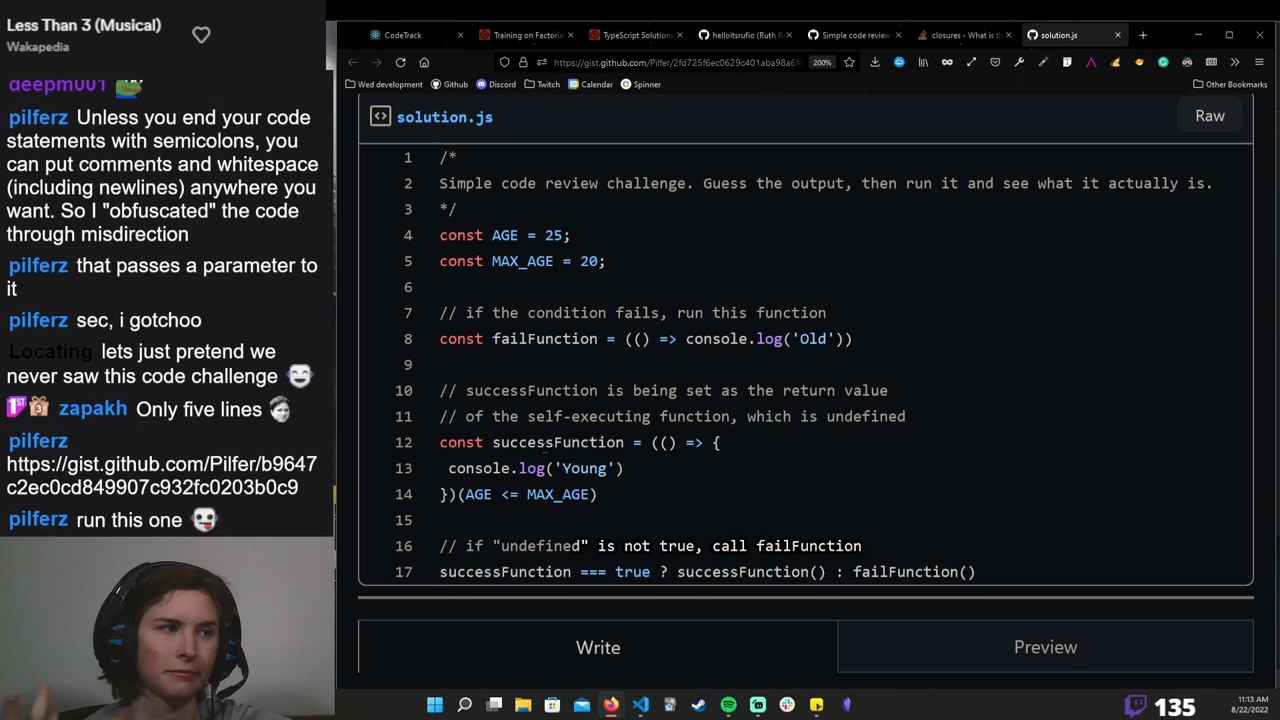 Less Than 3 (Musical)
Wakapedia
deepm001
pilferz Unless you end your code
statements with semicolons, you
can put comments and whitespace
(including newlines) anywhere you
want. So I "obfuscated" the code
through misdirection
pilferz that passes a parameter to
it
pilferz sec, i gotchoo
Locating lets just pretend we
never saw this code challenge
1ST 3 zapakh Only five lines
pilferz
https://gist.github.com/Pilfer/b9647
c2ec0cd849907c932fc0203b0c9
pilferz run this one
CodeTrack
Training on Factoria
TypeScript Solutions
helloitsrufio (Ruth R
Simple code review
closures - What is th
solution.js
https://gist.github.com/Pilfer/2fd725f6ec0629c401aba98a6f
200%
Wed development
Github
Discord
Twitch
Calendar
Spinner
Other Bookmarks
solution.js
Raw
1 /*
2 Simple code review challenge. Guess the output, then run it and see what it actually is.
3 */
4 const AGE = 25;
5 const MAX_AGE = 20;
6
7 // if the condition fails, run this function
8 const failFunction = (() => console.log('Old'))
9
10 // successFunction is being set as the return value
11 // of the self-executing function, which is undefined
12 const successFunction = (() => {
13 console.log('Young')
14 })(AGE <= MAX_AGE)
15
16 // if "undefined" is not true, call failFunction
17 successFunction === true ? successFunction() : failFunction()
Write
Preview
11:13 AM
8/22/2022
135